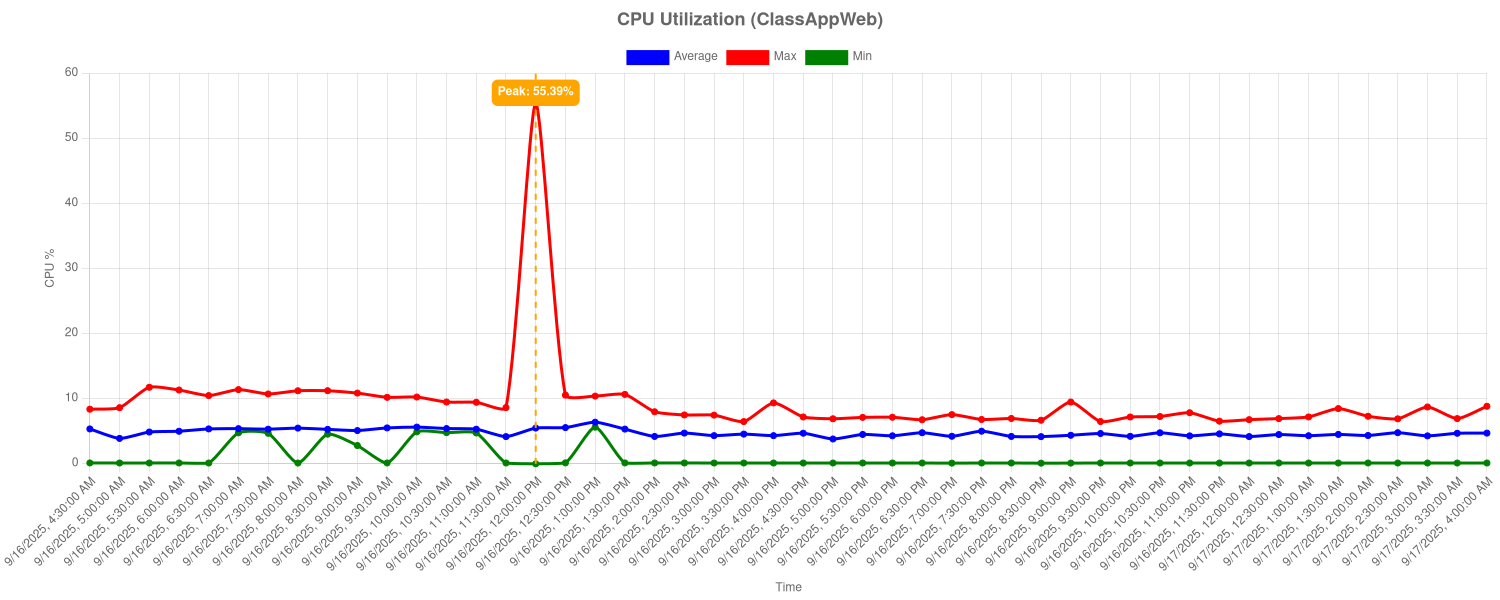 CPU Utilization (ClassAppWeb)
Average Max Min
Peak: 55.39%
CPU %
60
50
40
30
20
10
0
9/16/2025, 4:30:00 AM
9/16/2025, 5:00:00 AM
9/16/2025, 5:30:00 AM
9/16/2025, 6:00:00 AM
9/16/2025, 6:30:00 AM
9/16/2025, 7:00:00 AM
9/16/2025, 7:30:00 AM
9/16/2025, 8:00:00 AM
9/16/2025, 8:30:00 AM
9/16/2025, 9:00:00 AM
9/16/2025, 9:30:00 AM
9/16/2025, 10:00:00 AM
9/16/2025, 10:30:00 AM
9/16/2025, 11:00:00 AM
9/16/2025, 11:30:00 AM
9/16/2025, 12:00:00 PM
9/16/2025, 12:30:00 PM
9/16/2025, 1:00:00 PM
9/16/2025, 1:30:00 PM
9/16/2025, 2:00:00 PM
9/16/2025, 2:30:00 PM
9/16/2025, 3:00:00 PM
9/16/2025, 3:30:00 PM
9/16/2025, 4:00:00 PM
9/16/2025, 4:30:00 PM
9/16/2025, 5:00:00 PM
9/16/2025, 5:30:00 PM
9/16/2025, 6:00:00 PM
9/16/2025, 6:30:00 PM
9/16/2025, 7:00:00 PM
9/16/2025, 7:30:00 PM
9/16/2025, 8:00:00 PM
9/16/2025, 8:30:00 PM
9/16/2025, 9:00:00 PM
9/16/2025, 9:30:00 PM
9/16/2025, 10:00:00 PM
9/16/2025, 10:30:00 PM
9/16/2025, 11:00:00 PM
9/16/2025, 11:30:00 PM
9/17/2025, 12:00:00 AM
9/17/2025, 12:30:00 AM
9/17/2025, 1:00:00 AM
9/17/2025, 1:30:00 AM
9/17/2025, 2:00:00 AM
9/17/2025, 2:30:00 AM
9/17/2025, 3:00:00 AM
9/17/2025, 3:30:00 AM
9/17/2025, 4:00:00 AM
Time